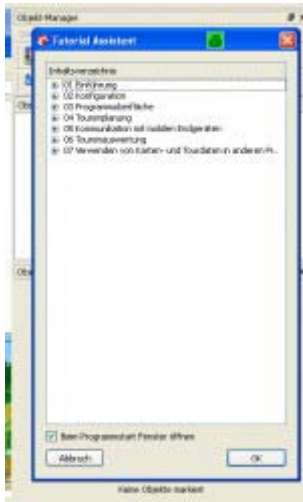 Objekt-Manager
Tutorial Assistent
Inhaltsverzeichnis
01 Einführung
02 Konfiguration
03 Programmoberfläche
04 Tourenplanung
05 Kommunikation mit mobilen Endgeräten
06 Tourenauswertung
07 Verwenden von Karten- und Tourdaten in anderen Pr...
Obj
Beim Programmstart Fenster öffnen
Abbruch
OK
Keine Objekte markiert